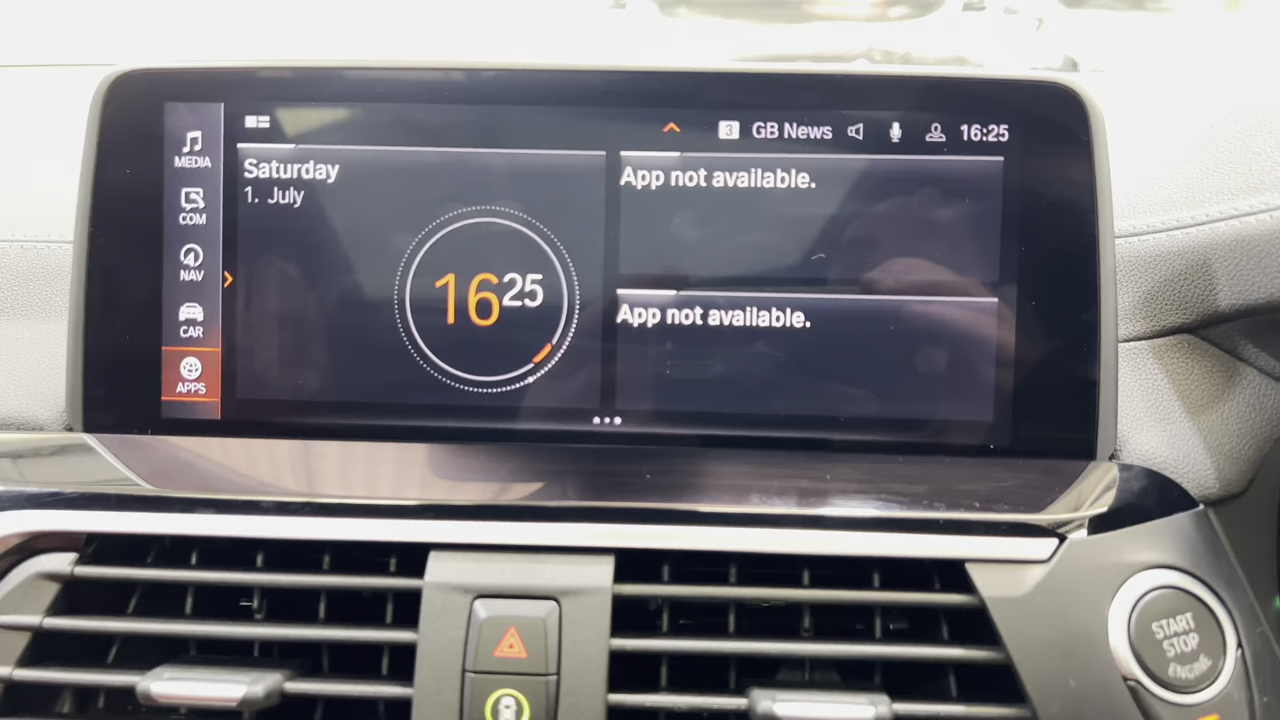 MEDIA
COM
NAV
CAR
APPS
3 GB News 16:25
Saturday
1. July
16 25
App not available.
App not available.
START
STOP
ENGINE